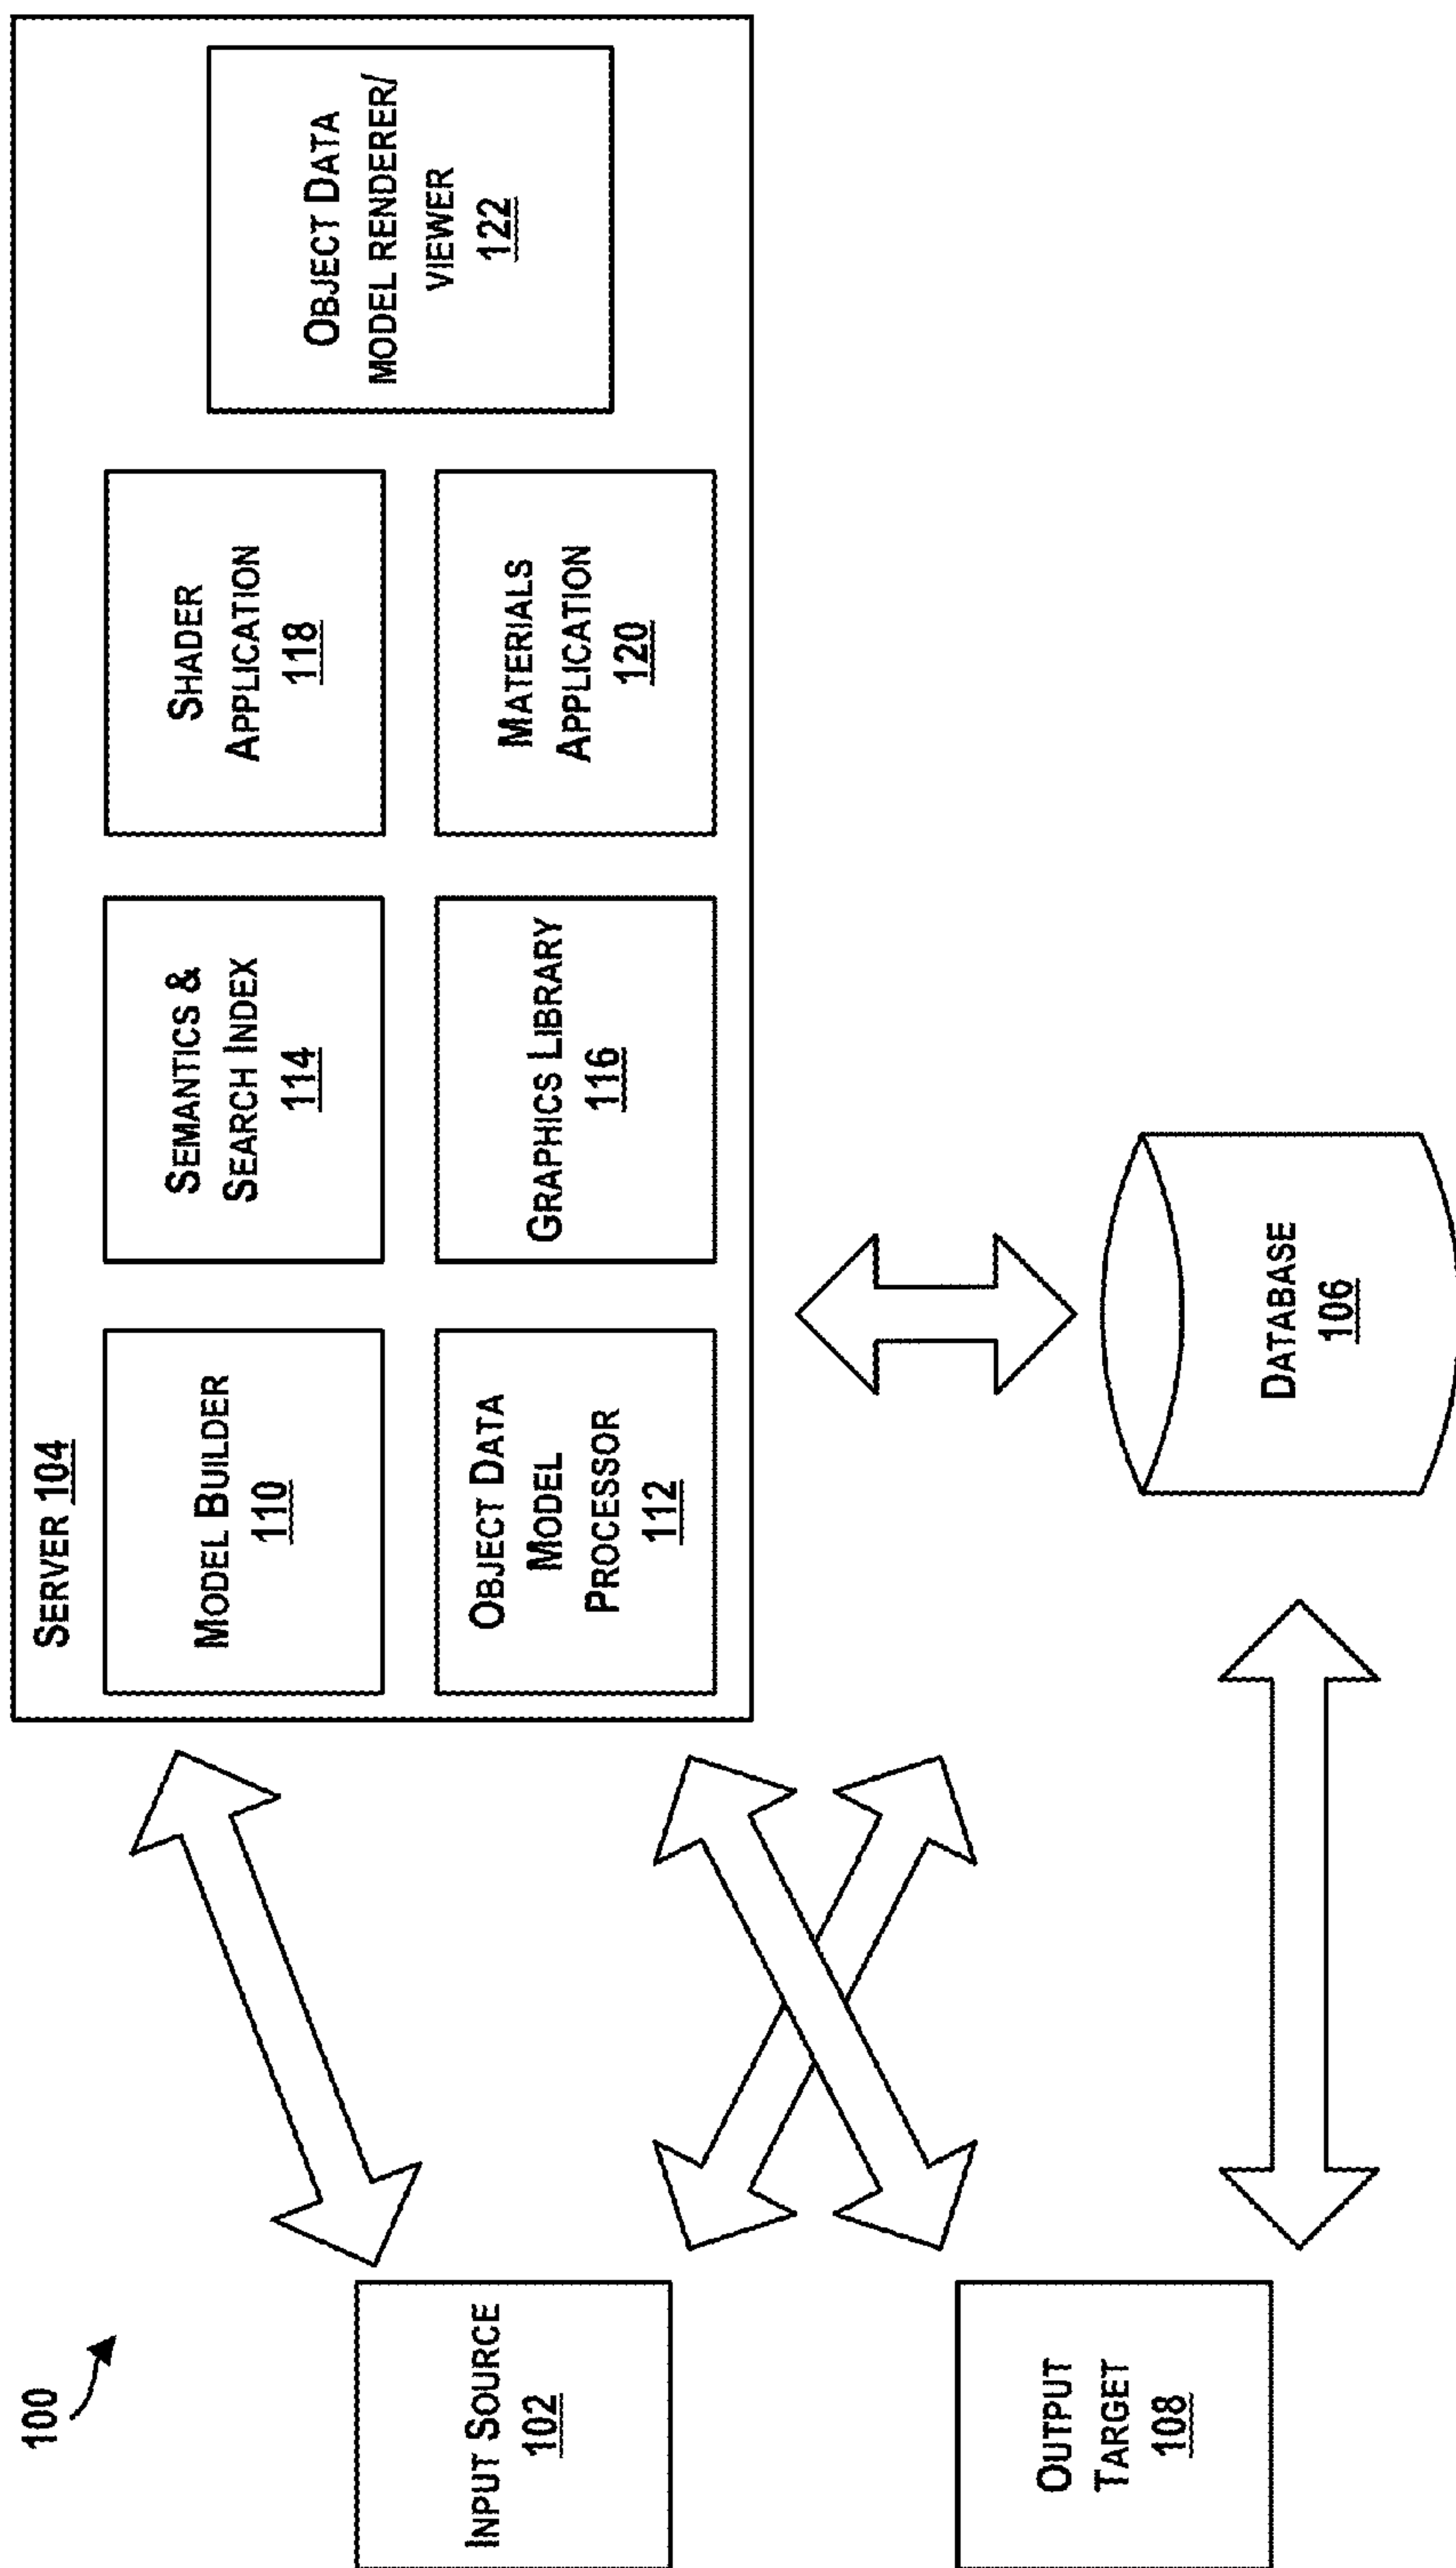 100
SERVER 104
MODEL BUILDER
110
SEMANTICS &
SEARCH INDEX
114
SHADER
APPLICATION
118
OBJECT DATA
MODEL RENDERER/
VIEWER
122
OBJECT DATA
MODEL
PROCESSOR
112
GRAPHICS LIBRARY
116
MATERIALS
APPLICATION
120
INPUT SOURCE
102
OUTPUT
TARGET
108
DATABASE
106